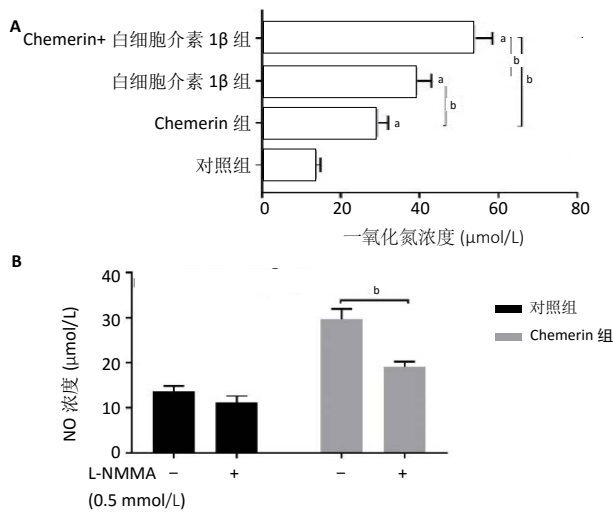 A
Chemerin+ 白细胞介素 1β 组
a
b
b
白细胞介素 1β 组
a
b
Chemerin 组
a
对照组
0 20 40 60 80
一氧化氮浓度 (μmol/L)
B
40
30
20
10
0
NO 浓度 (μmol/L)
b
对照组
Chemerin 组
L-NMMA − + − +
(0.5 mmol/L)